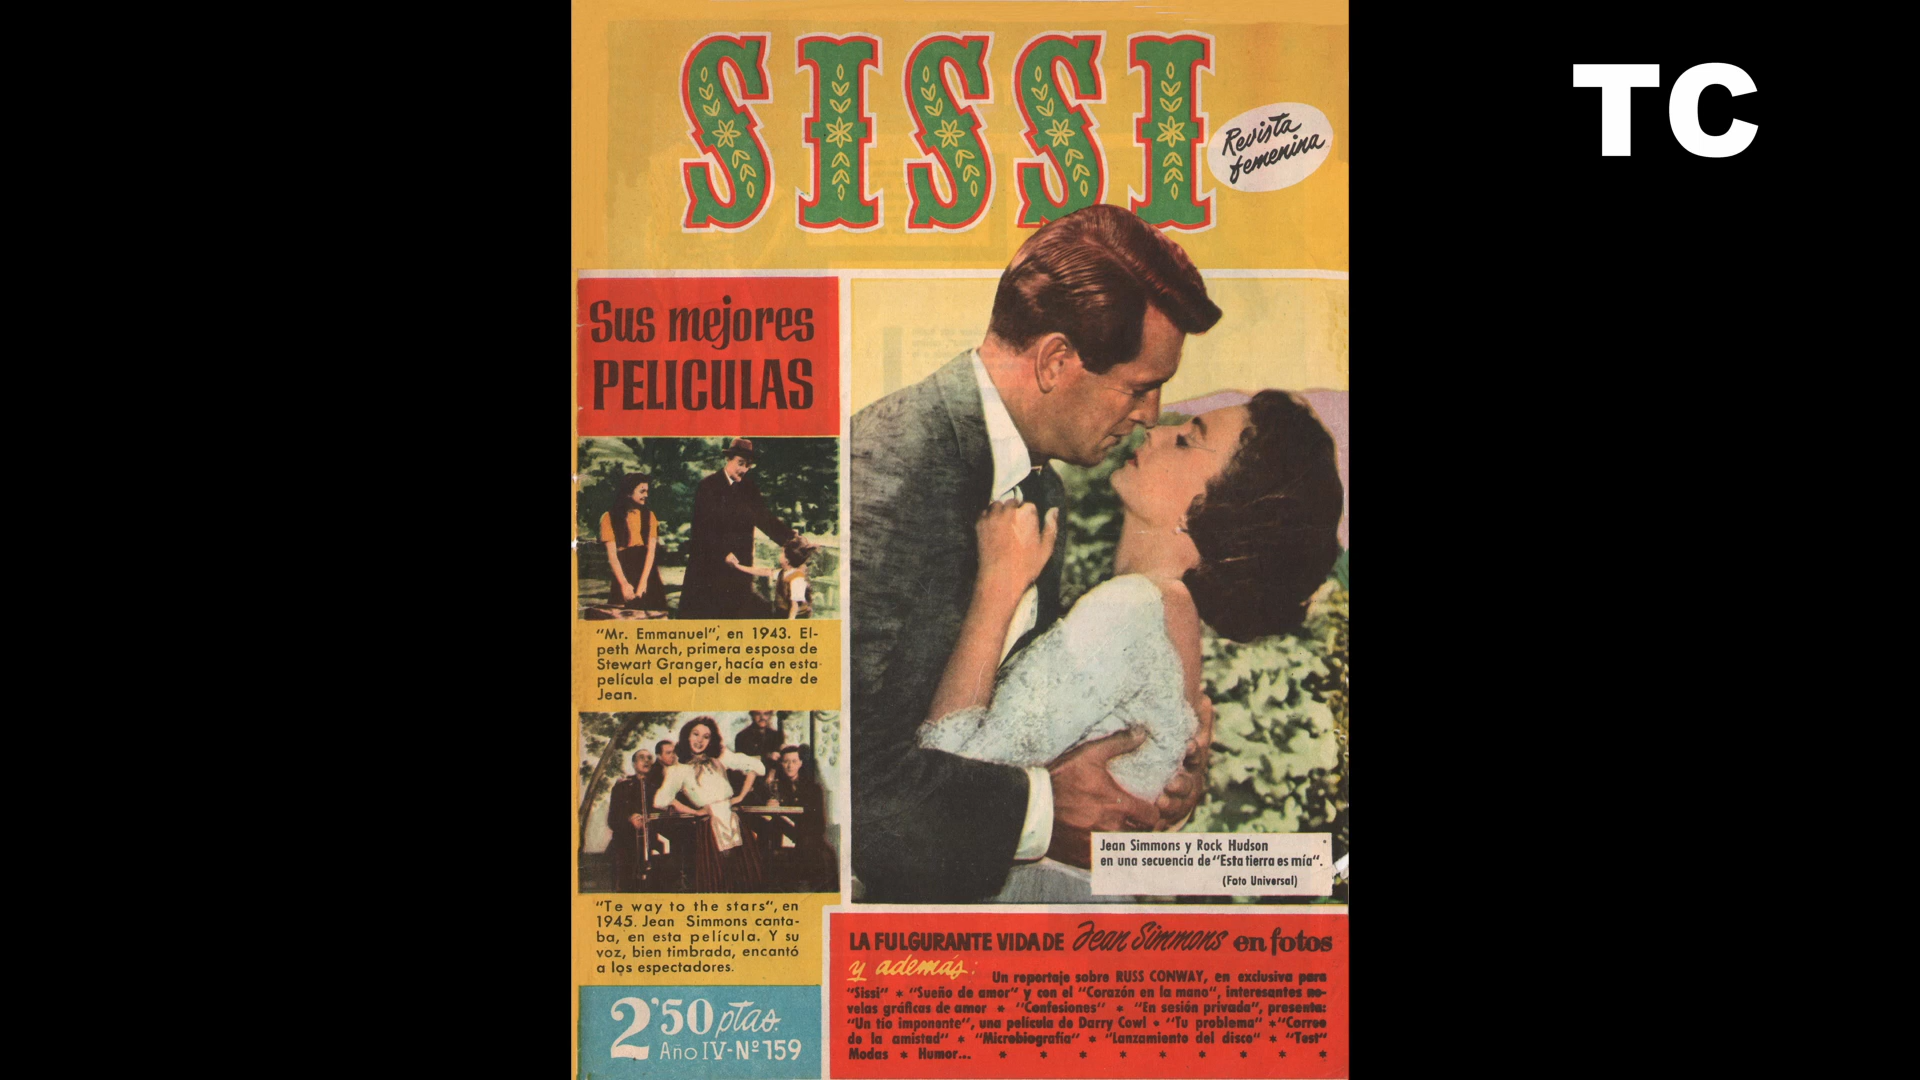 SISSI
Revista
femenina
TC
Sus mejores
PELICULAS
"Mr. Emmanuel", en 1943. El-
peth March, primera esposa de
Stewart Granger, hacía en esta
película el papel de madre de
Jean.
"Te way to the stars", en
1945. Jean Simmons canta-
ba, en esta película. Y su
voz, bien timbrada, encantó
a los espectadores.
2'50 ptas.
Año IV-Nº 159
Jean Simmons y Rock Hudson
en una secuencia de "Esta tierra es mía".
(Foto Universal)
LA FULGURANTE VIDA DE Jean Simmons en fotos
y además:
Un reportaje sobre RUSS CONWAY, en exclusiva para
"Sissi" * "Sueño de amor" y con el "Corazón en la mano", interesantes no-
velas gráficas de amor * "Confesiones" * "En sesión privada", presenta:
"Un tío imponente", una película de Darry Cowl * "Tu problema" * "Correo
de la amistad" * "Microbiografía" * "Lanzamiento del disco" * "Test"
Modas * Humor... * * * * * * * * *